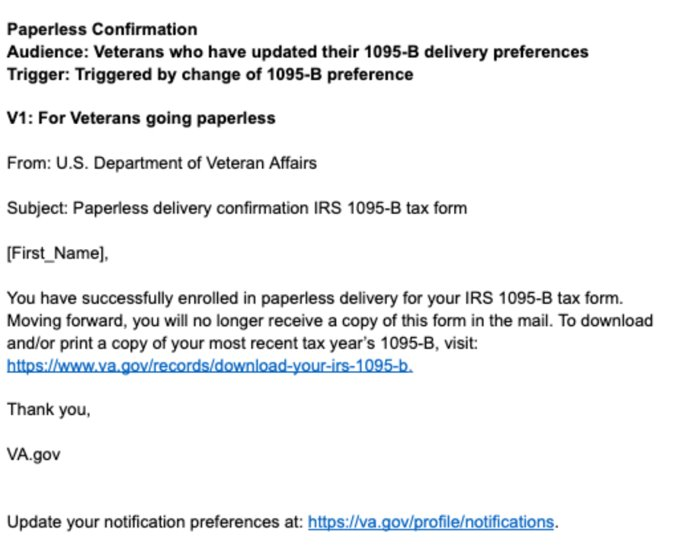 Paperless Confirmation
Audience: Veterans who have updated their 1095-B delivery preferences
Trigger: Triggered by change of 1095-B preference
V1: For Veterans going paperless
From: U.S. Department of Veteran Affairs
Subject: Paperless delivery confirmation IRS 1095-B tax form
[First_Name],
You have successfully enrolled in paperless delivery for your IRS 1095-B tax form.
Moving forward, you will no longer receive a copy of this form in the mail. To download
and/or print a copy of your most recent tax year’s 1095-B, visit:
https://www.va.gov/records/download-your-irs-1095-b.
Thank you,
VA.gov
Update your notification preferences at: https://va.gov/profile/notifications.